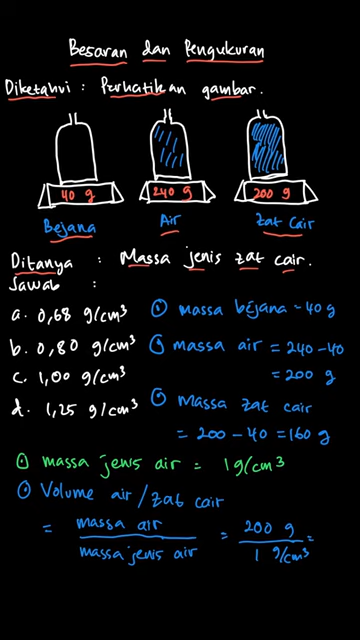 Besaran dan Pengukuran
Diketahui : Perhatikan gambar.
40 g 240 g 200 g
Bejana Air Zat Cair
Ditanya : Massa jenis zat cair.
Jawab :
a. 0,68 g/cm³
b. 0,80 g/cm³
c. 1,00 g/cm³
d. 1,25 g/cm³
massa bejana = 40 g
massa air = 240 - 40
= 200 g
Massa zat cair
= 200 - 40 = 160 g
massa jenis air = 1 g/cm³
Volume air / zat cair
= massa air / massa jenis air = 200 g / 1 g/cm³ =